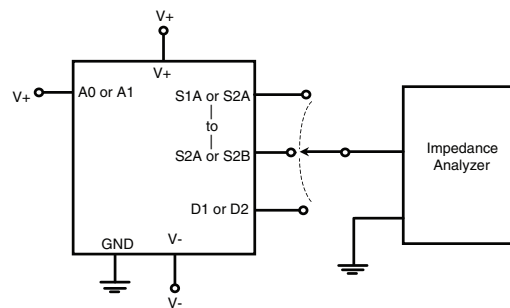 V+
V+
V+
A0 or A1
S1A or S2A
to
S2A or S2B
D1 or D2
GND
V-
V-
Impedance
Analyzer